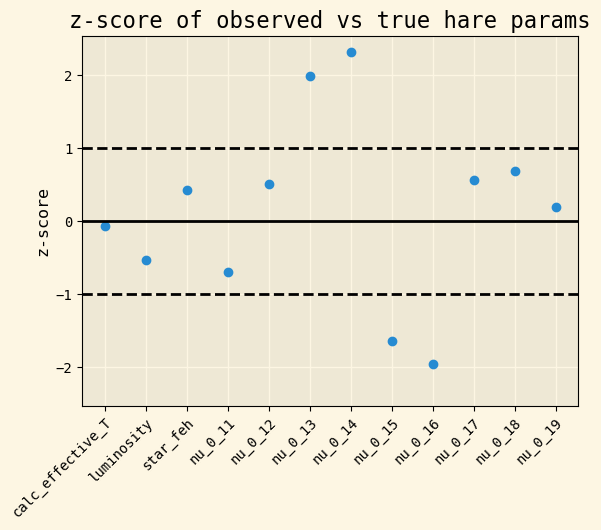 z-score of observed vs true hare params
z-score
2
1
0
−1
−2
calc_effective_T
luminosity
star_feh
nu_0_11
nu_0_12
nu_0_13
nu_0_14
nu_0_15
nu_0_16
nu_0_17
nu_0_18
nu_0_19